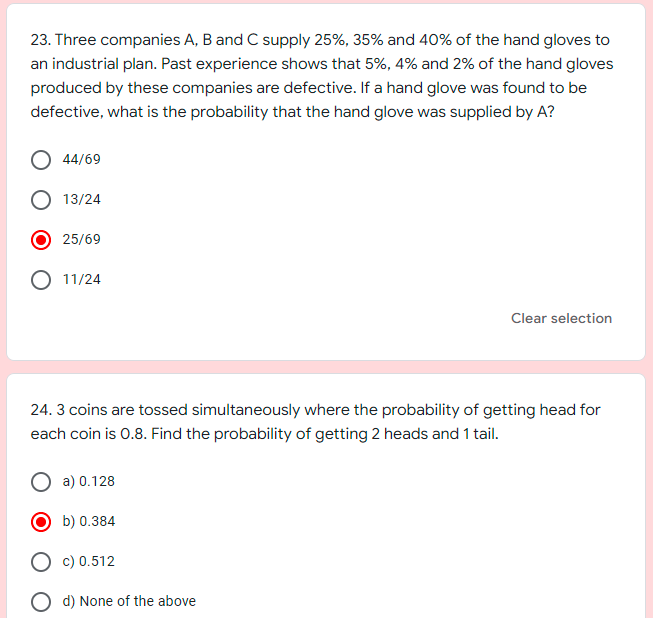 23. Three companies A, B and C supply 25%, 35% and 40% of the hand gloves to
an industrial plan. Past experience shows that 5%, 4% and 2% of the hand gloves
produced by these companies are defective. If a hand glove was found to be
defective, what is the probability that the hand glove was supplied by A?
44/69
13/24
25/69
11/24
Clear selection
24. 3 coins are tossed simultaneously where the probability of getting head for
each coin is 0.8. Find the probability of getting 2 heads and 1 tail.
a) 0.128
b) 0.384
c) 0.512
d) None of the above